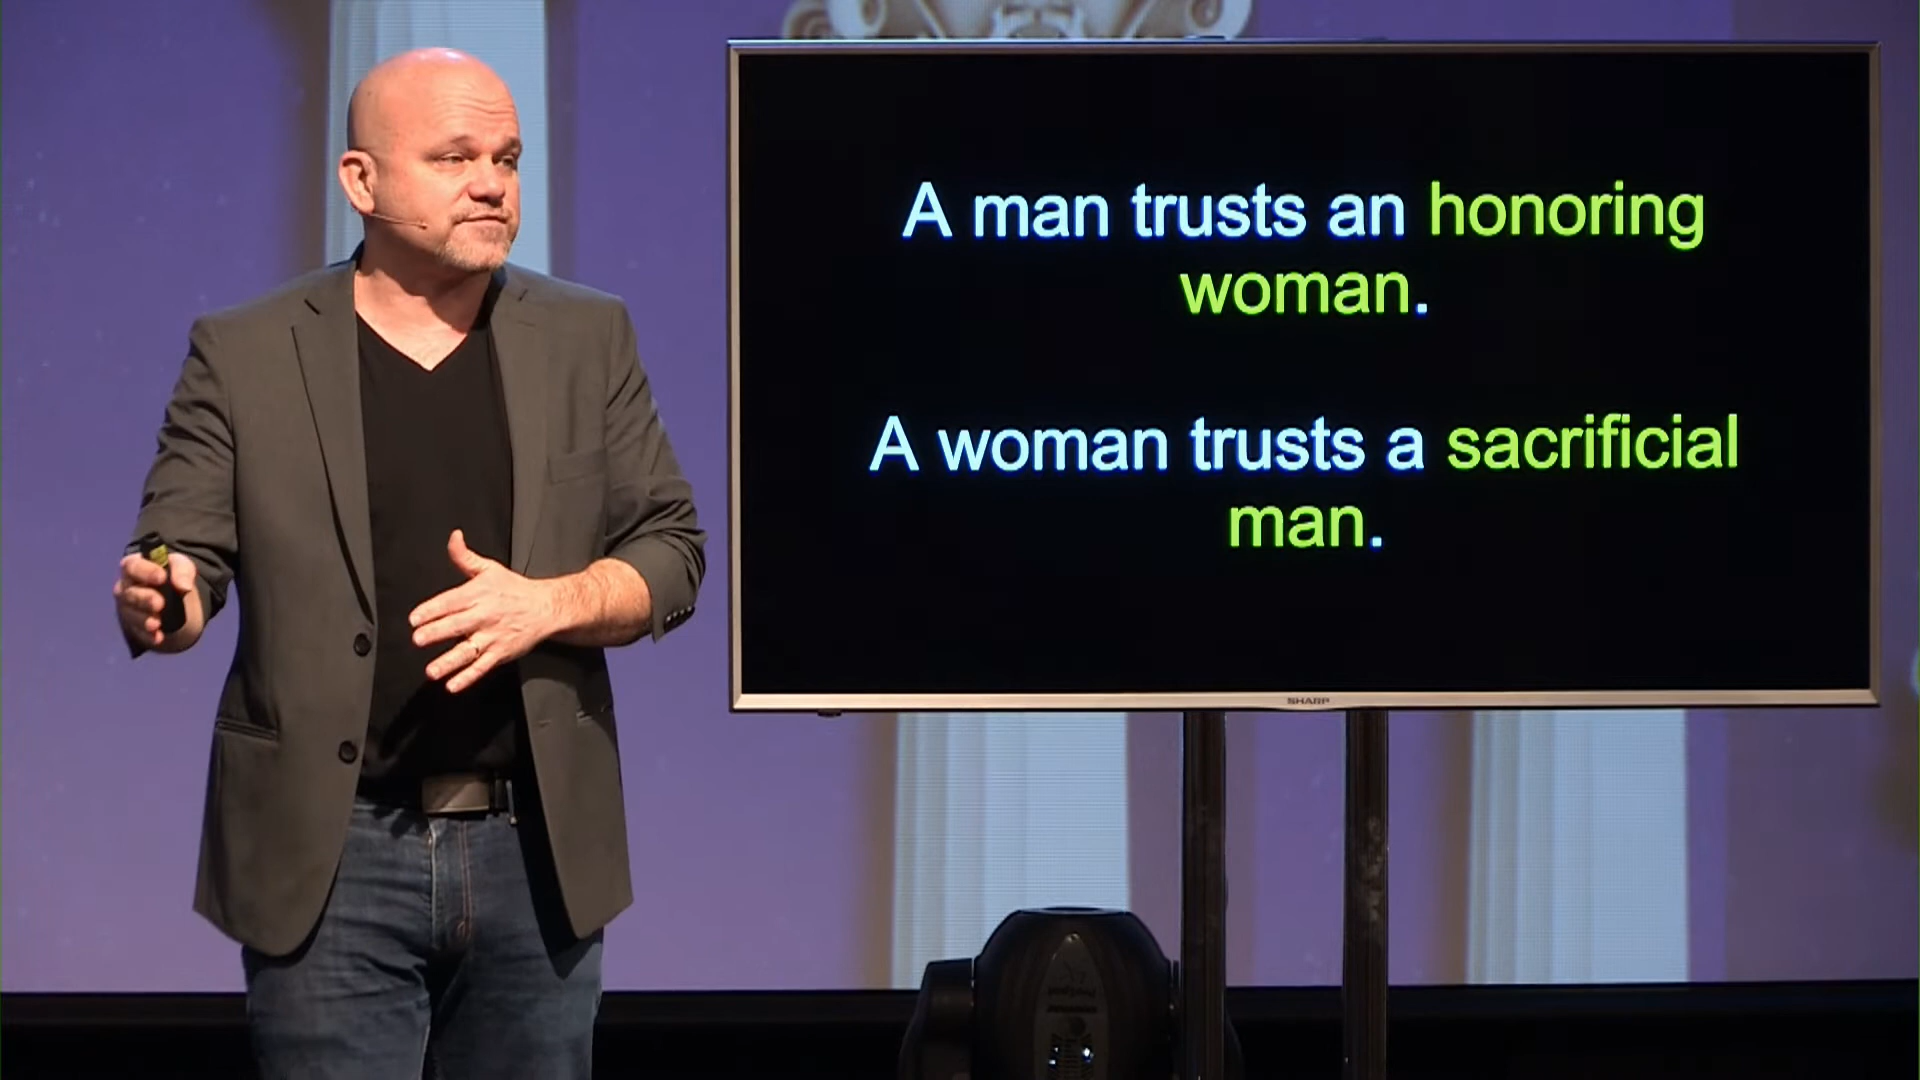 A man trusts an honoring
woman.
A woman trusts a sacrificial
man.
SHARP